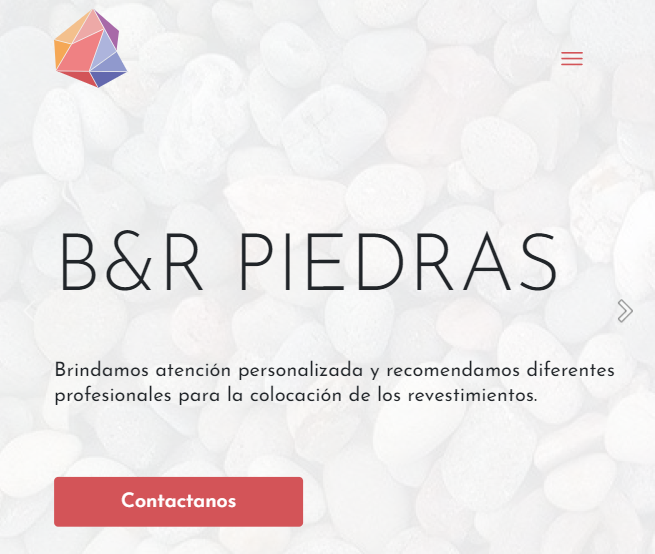 B&R PIEDRAS
Brindamos atención personalizada y recomendamos diferentes
profesionales para la colocación de los revestimientos.
Contactanos